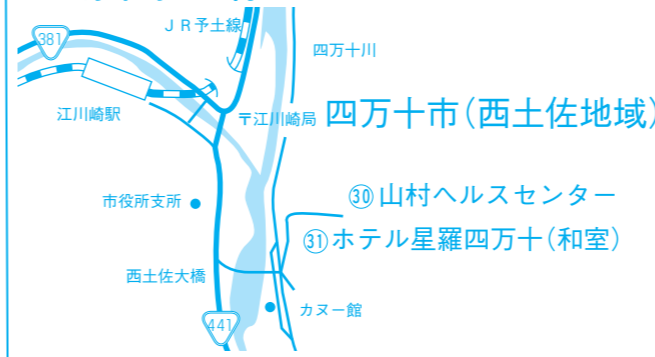 JR予土線
381
四万十川
江川崎駅
〒江川崎局
四万十市(西土佐地域)
市役所支所
㉚山村ヘルスセンター
㉛ホテル星羅四万十(和室)
西土佐大橋
カヌー館
441